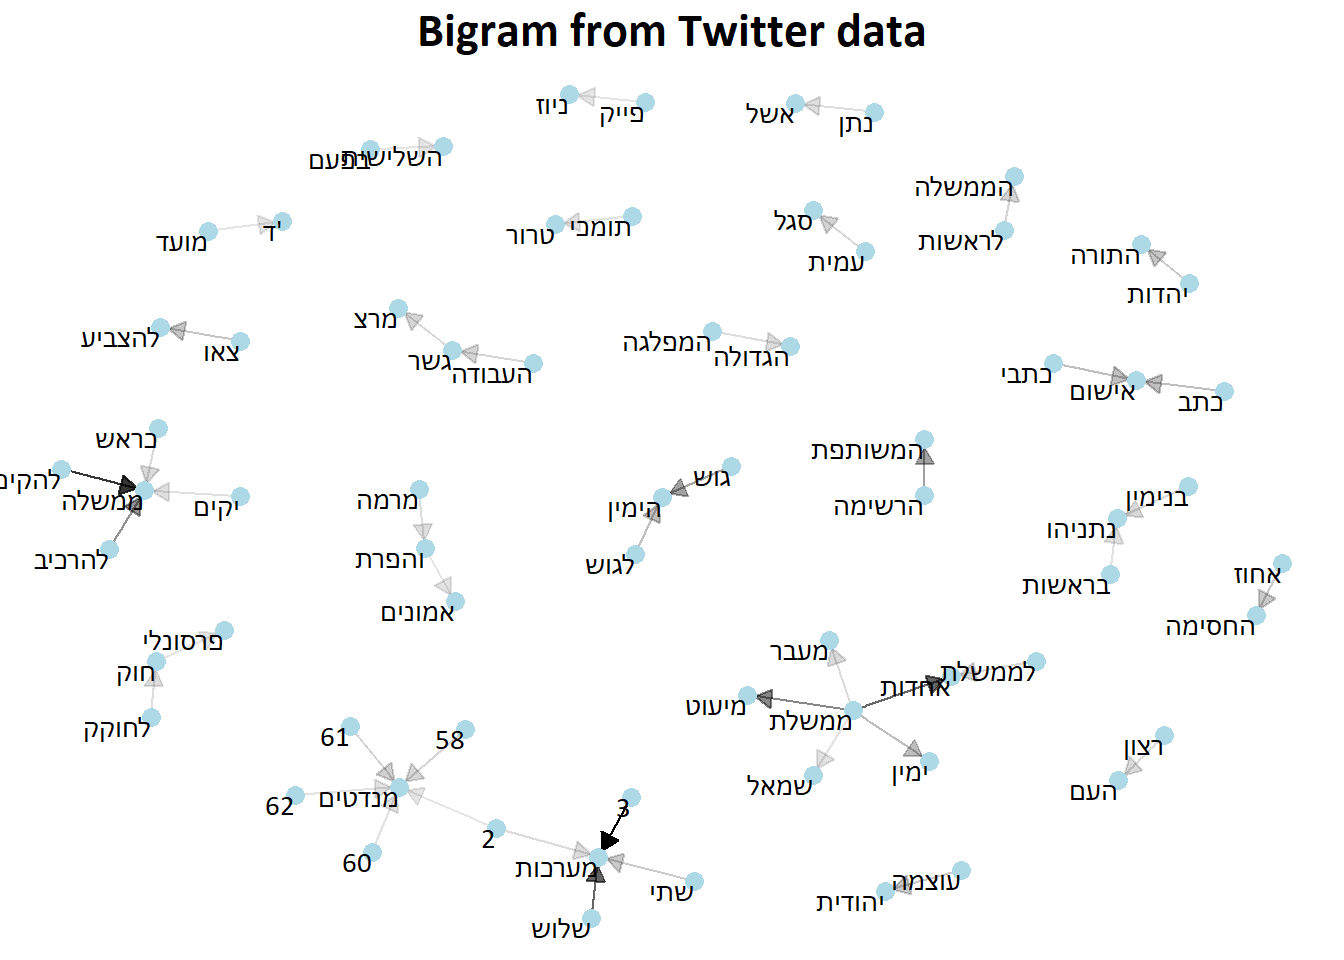 Bigram from Twitter data
ניוז
פייק
אשל
נתן
בפעם
השלישית
הממשלה
לראשות
מועד
יד
טרור
תומכי
סגל
עמית
התורה
יהדות
להצביע
צאו
מרצ
גשר
העבודה
המפלגה
הגדולה
כתבי
אישום
כתב
כראש
להקים
ממשלה
יקים
להרכיב
מרמה
והפרת
אמונים
גוש
הימין
לגוש
המשותפת
הרשימה
בנימין
נתניהו
בראשות
אחוז
החסימה
פרסונלי
חוק
לחוקק
מעבר
לממשלת
אחדות
מיעוט
ממשלת
ימין
שמאל
רצון
העם
61
58
62
מנדטים
60
2
3
מערכות
שתי
שלוש
עוצמה
יהודית